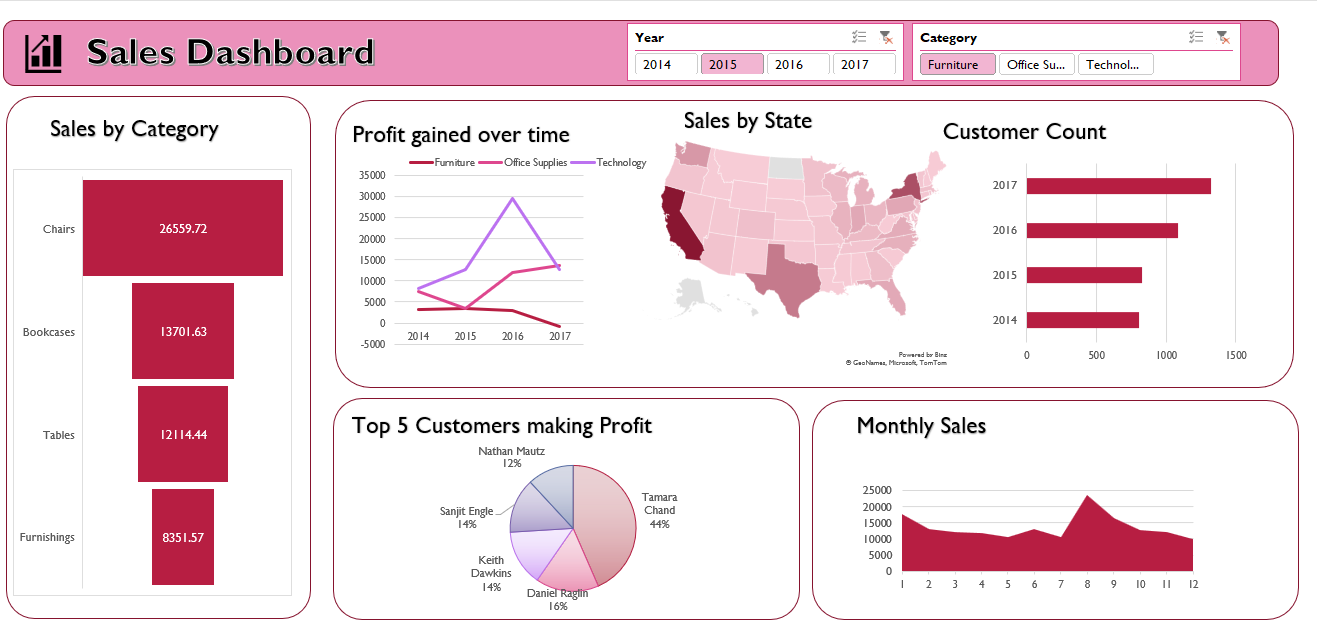 Sales Dashboard
Year
2014 2015 2016 2017
Category
Furniture Office Su... Technol...
Sales by Category
Chairs
26559.72
Bookcases
13701.63
Tables
12114.44
Furnishings
8351.57
Profit gained over time
Furniture Office Supplies Technology
35000
30000
25000
20000
15000
10000
5000
0
-5000
2014 2015 2016 2017
Sales by State
Powered by Bing
© GeoNames, Microsoft, TomTom
Customer Count
2017
2016
2015
2014
0 500 1000 1500
Top 5 Customers making Profit
Nathan Mautz
12%
Tamara
Chand
44%
Sanjit Engle
14%
Keith
Dawkins
14%
Daniel Raglin
16%
Monthly Sales
25000
20000
15000
10000
5000
0
1 2 3 4 5 6 7 8 9 10 11 12